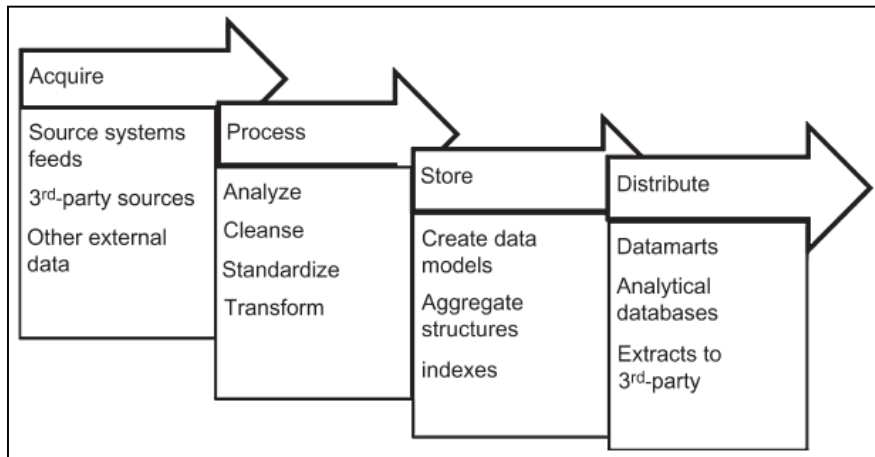 Acquire
Source systems
feeds
3rd-party sources
Other external
data
Process
Analyze
Cleanse
Standardize
Transform
Store
Create data
models
Aggregate
structures
indexes
Distribute
Datamarts
Analytical
databases
Extracts to
3rd-party